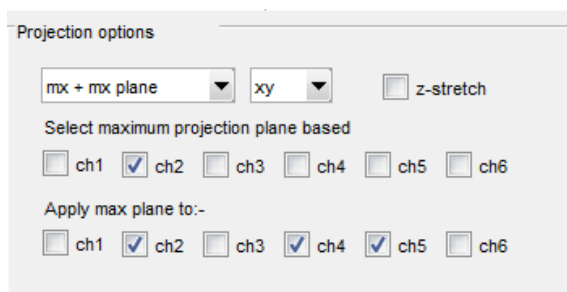 Projection options
mx + mx plane xy z-stretch
Select maximum projection plane based
ch1 ch2 ch3 ch4 ch5 ch6
Apply max plane to:-
ch1 ch2 ch3 ch4 ch5 ch6